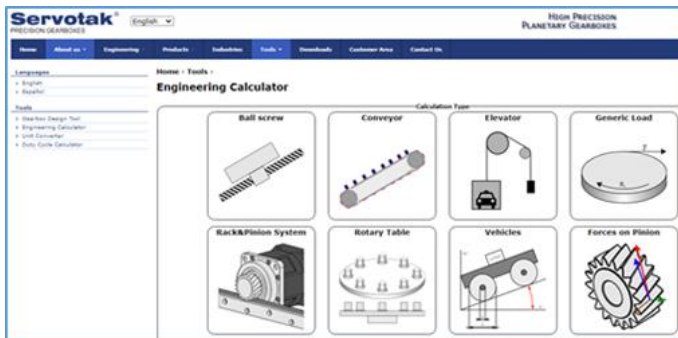 Servotak®
PRECISION GEARBOXES
English
HIGH PRECISION
PLANETARY GEARBOXES
Home
About us
Engineering
Products
Industries
Tools
Downloads
Customer Area
Contact Us
Languages
English
Español
Tools
Gearbox Design Tool
Engineering Calculator
Unit Converter
Duty Cycle Calculator
Home › Tools ›
Engineering Calculator
Calculation Type
Ball screw
Conveyor
Elevator
Generic Load
Rack&Pinion System
Rotary Table
Vehicles
Forces on Pinion